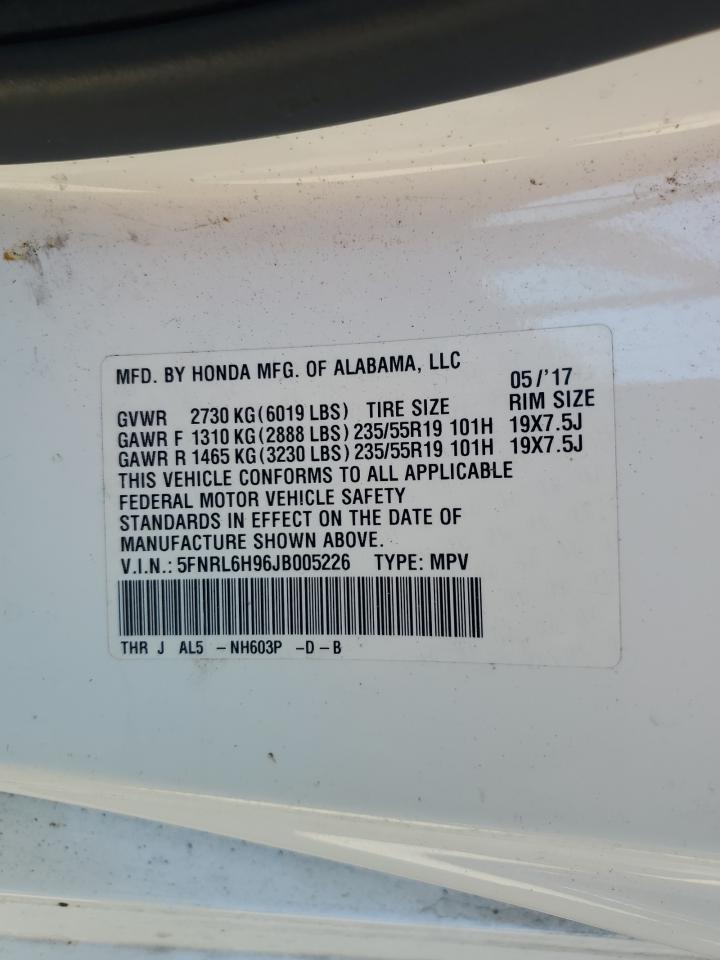 MFD. BY HONDA MFG. OF ALABAMA, LLC 05/'17
GVWR 2730 KG(6019 LBS) TIRE SIZE RIM SIZE
GAWR F 1310 KG(2888 LBS)235/55R19 101H 19X7.5J
GAWR R 1465 KG(3230 LBS)235/55R19 101H 19X7.5J
THIS VEHICLE CONFORMS TO ALL APPLICABLE
FEDERAL MOTOR VEHICLE SAFETY
STANDARDS IN EFFECT ON THE DATE OF
MANUFACTURE SHOWN ABOVE.
V.I.N.: 5FNRL6H96JB005226 TYPE: MPV
THR J AL5 -NH603P -D-B